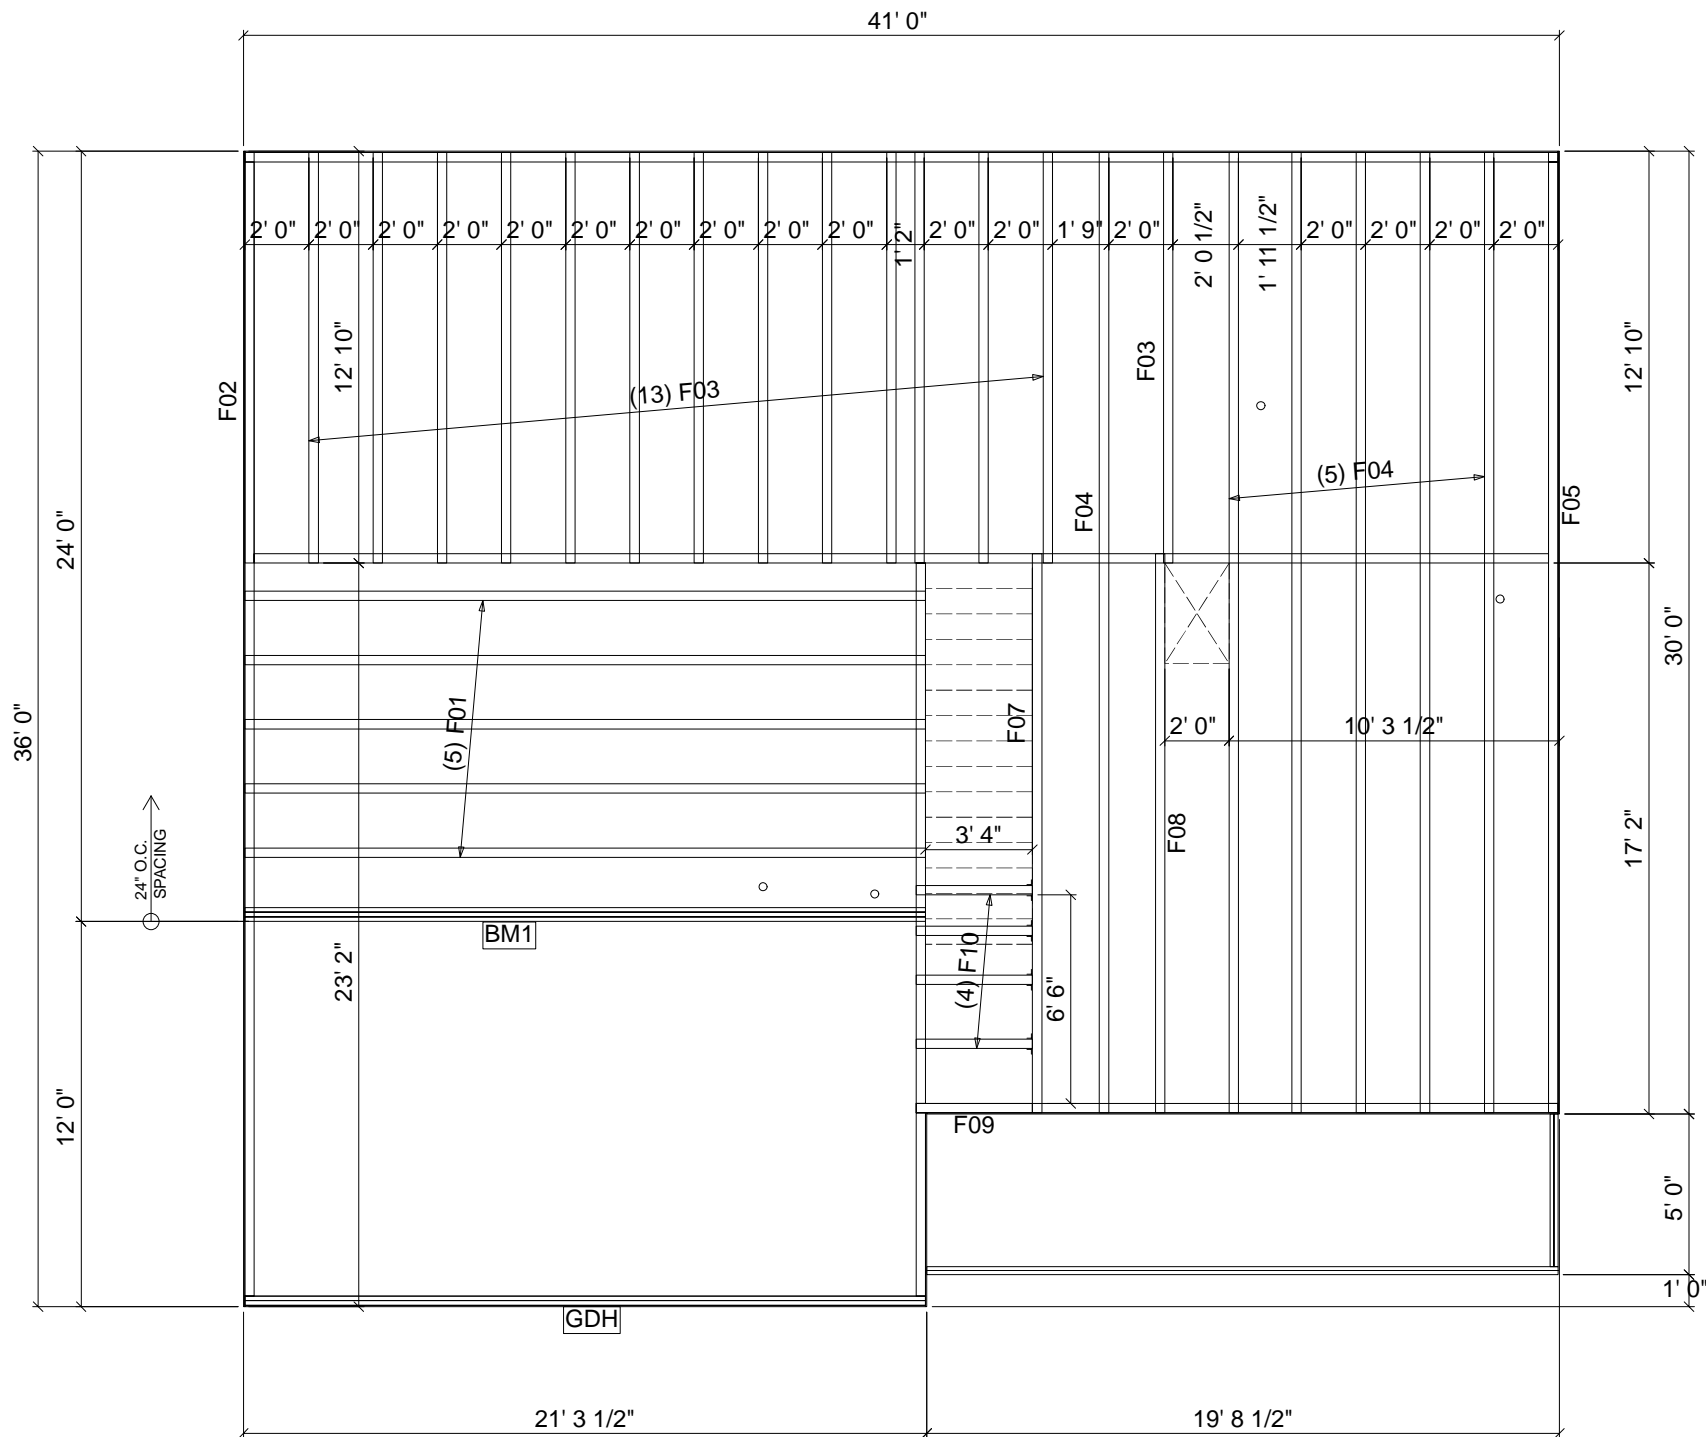 41' 0"
2' 0" 2' 0" 2' 0" 2' 0" 2' 0" 2' 0" 2' 0" 2' 0" 2' 0" 2' 0" 1' 2" 2' 0" 2' 0" 1' 9" 2' 0" 2' 0 1/2" 1' 11 1/2" 2' 0" 2' 0" 2' 0" 2' 0"
12' 10"
F03
12' 10"
F02
(13) F03
(5) F04
F04
F05
24' 0"
30' 0"
36' 0"
(5) F01
F07
2' 0"
10' 3 1/2"
3' 4"
F08
17' 2"
24" O.C.
SPACING
BM1
23' 2"
(4) F10
6' 6"
12' 0"
F09
5' 0"
1' 0"
GDH
21' 3 1/2"
19' 8 1/2"